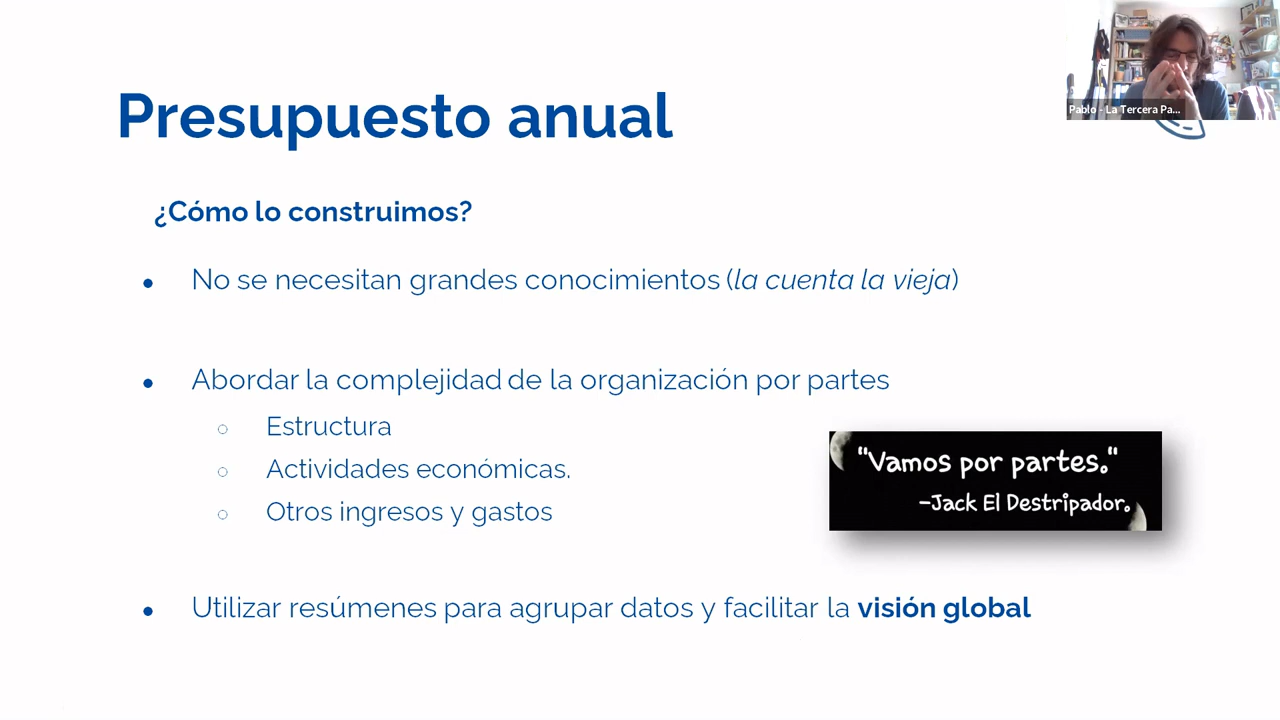 Pablo - La Tercera Pa...
Presupuesto anual
¿Cómo lo construimos?
● No se necesitan grandes conocimientos (la cuenta la vieja)
● Abordar la complejidad de la organización por partes
○ Estructura
○ Actividades económicas.
○ Otros ingresos y gastos
"Vamos por partes."
-Jack El Destripador.
● Utilizar resúmenes para agrupar datos y facilitar la visión global